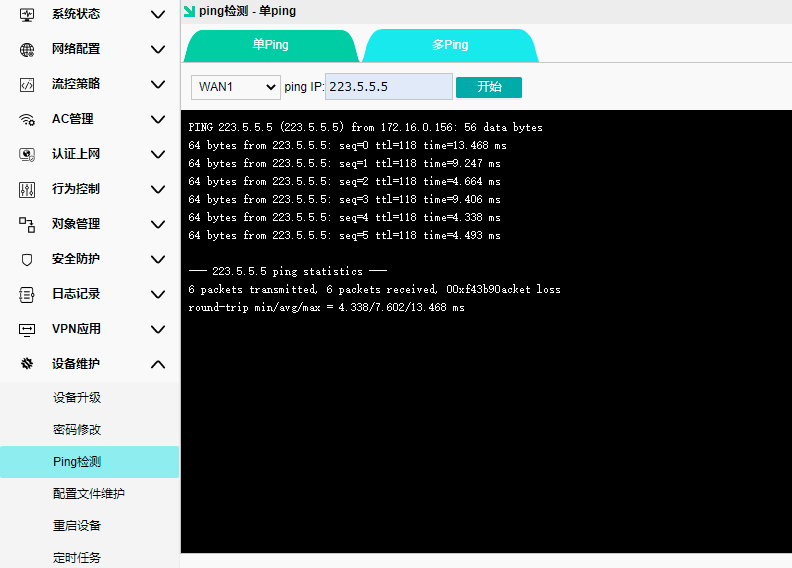 系统状态
网络配置
流控策略
AC管理
认证上网
行为控制
对象管理
安全防护
日志记录
VPN应用
设备维护
设备升级
密码修改
Ping检测
配置文件维护
重启设备
定时任务
ping检测 - 单ping
单Ping
多Ping
WAN1 ping IP: 223.5.5.5 开始
PING 223.5.5.5 (223.5.5.5) from 172.16.0.156: 56 data bytes
64 bytes from 223.5.5.5: seq=0 ttl=118 time=13.468 ms
64 bytes from 223.5.5.5: seq=1 ttl=118 time=9.247 ms
64 bytes from 223.5.5.5: seq=2 ttl=118 time=4.664 ms
64 bytes from 223.5.5.5: seq=3 ttl=118 time=9.406 ms
64 bytes from 223.5.5.5: seq=4 ttl=118 time=4.338 ms
64 bytes from 223.5.5.5: seq=5 ttl=118 time=4.493 ms
--- 223.5.5.5 ping statistics ---
6 packets transmitted, 6 packets received, 00xf43b90acket loss
round-trip min/avg/max = 4.338/7.602/13.468 ms